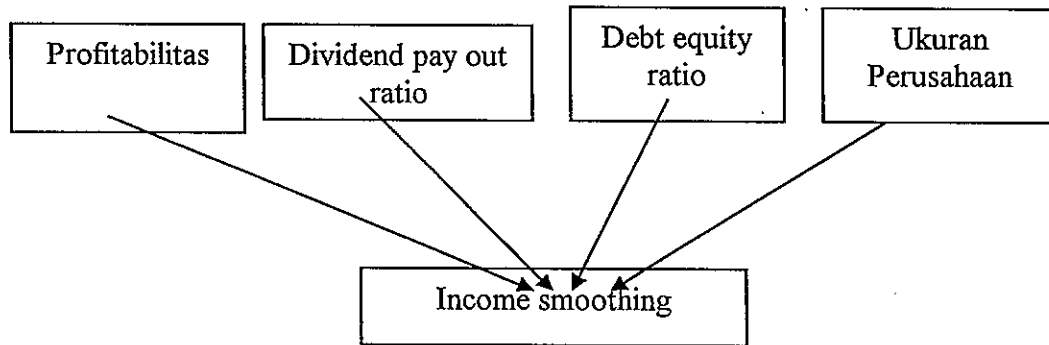 Profitabilitas
Dividend pay out
ratio
Debt equity
ratio
Ukuran
Perusahaan
Income smoothing